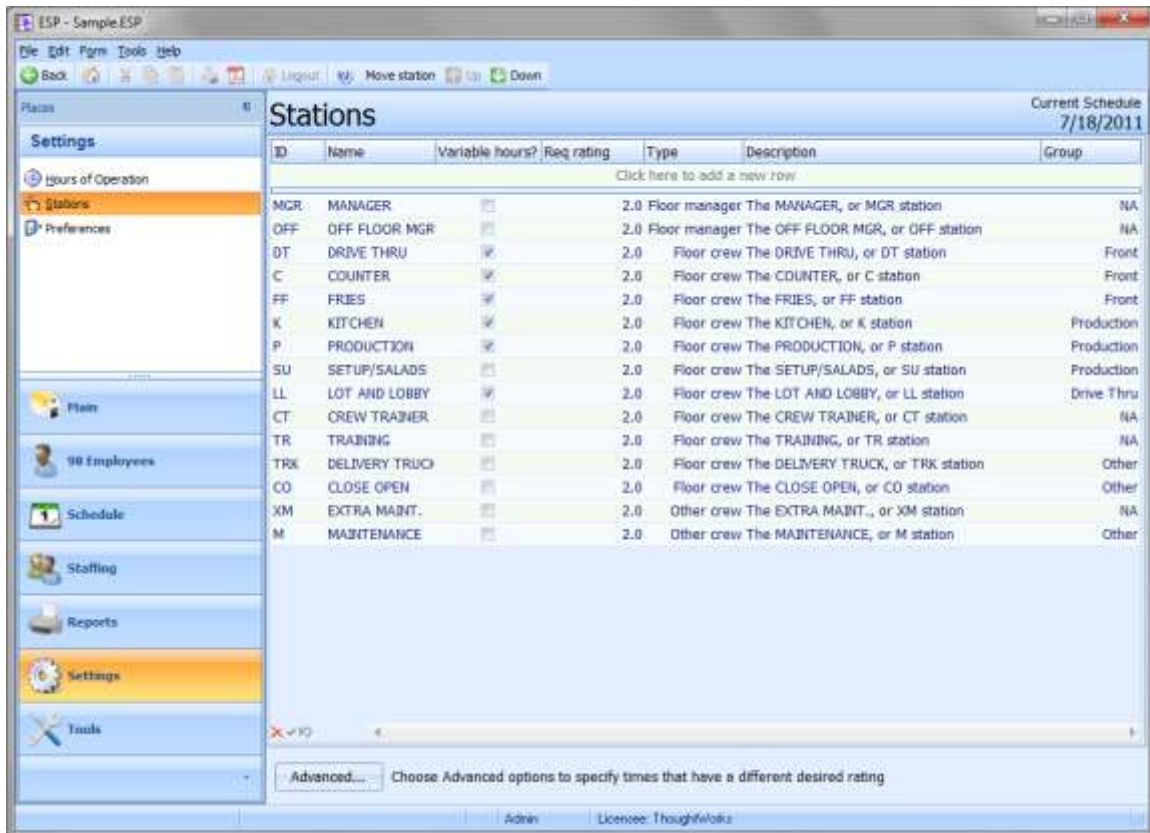 ESP - Sample.ESP
File Edit Form Tools Help
Back Logout Move station Up Down
Places
Settings
Hours of Operation
Stations
Preferences
Main
98 Employees
Schedule
Staffing
Reports
Settings
Tools
Stations
Current Schedule
7/18/2011
ID Name Variable hours? Req rating Type Description Group
Click here to add a new row
MGR MANAGER 2.0 Floor manager The MANAGER, or MGR station NA
OFF OFF FLOOR MGR 2.0 Floor manager The OFF FLOOR MGR, or OFF station NA
DT DRIVE THRU 2.0 Floor crew The DRIVE THRU, or DT station Front
C COUNTER 2.0 Floor crew The COUNTER, or C station Front
FF FRIES 2.0 Floor crew The FRIES, or FF station Front
K KITCHEN 2.0 Floor crew The KITCHEN, or K station Production
P PRODUCTION 2.0 Floor crew The PRODUCTION, or P station Production
SU SETUP/SALADS 2.0 Floor crew The SETUP/SALADS, or SU station Production
LL LOT AND LOBBY 2.0 Floor crew The LOT AND LOBBY, or LL station Drive Thru
CT CREW TRAINER 2.0 Floor crew The CREW TRAINER, or CT station NA
TR TRAINING 2.0 Floor crew The TRAINING, or TR station NA
TRK DELIVERY TRUCK 2.0 Floor crew The DELIVERY TRUCK, or TRK station Other
CO CLOSE OPEN 2.0 Floor crew The CLOSE OPEN, or CO station Other
XM EXTRA MAINT. 2.0 Other crew The EXTRA MAINT., or XM station NA
M MAINTENANCE 2.0 Other crew The MAINTENANCE, or M station Other
Advanced... Choose Advanced options to specify times that have a different desired rating
Admin Licencee: ThoughtWorks